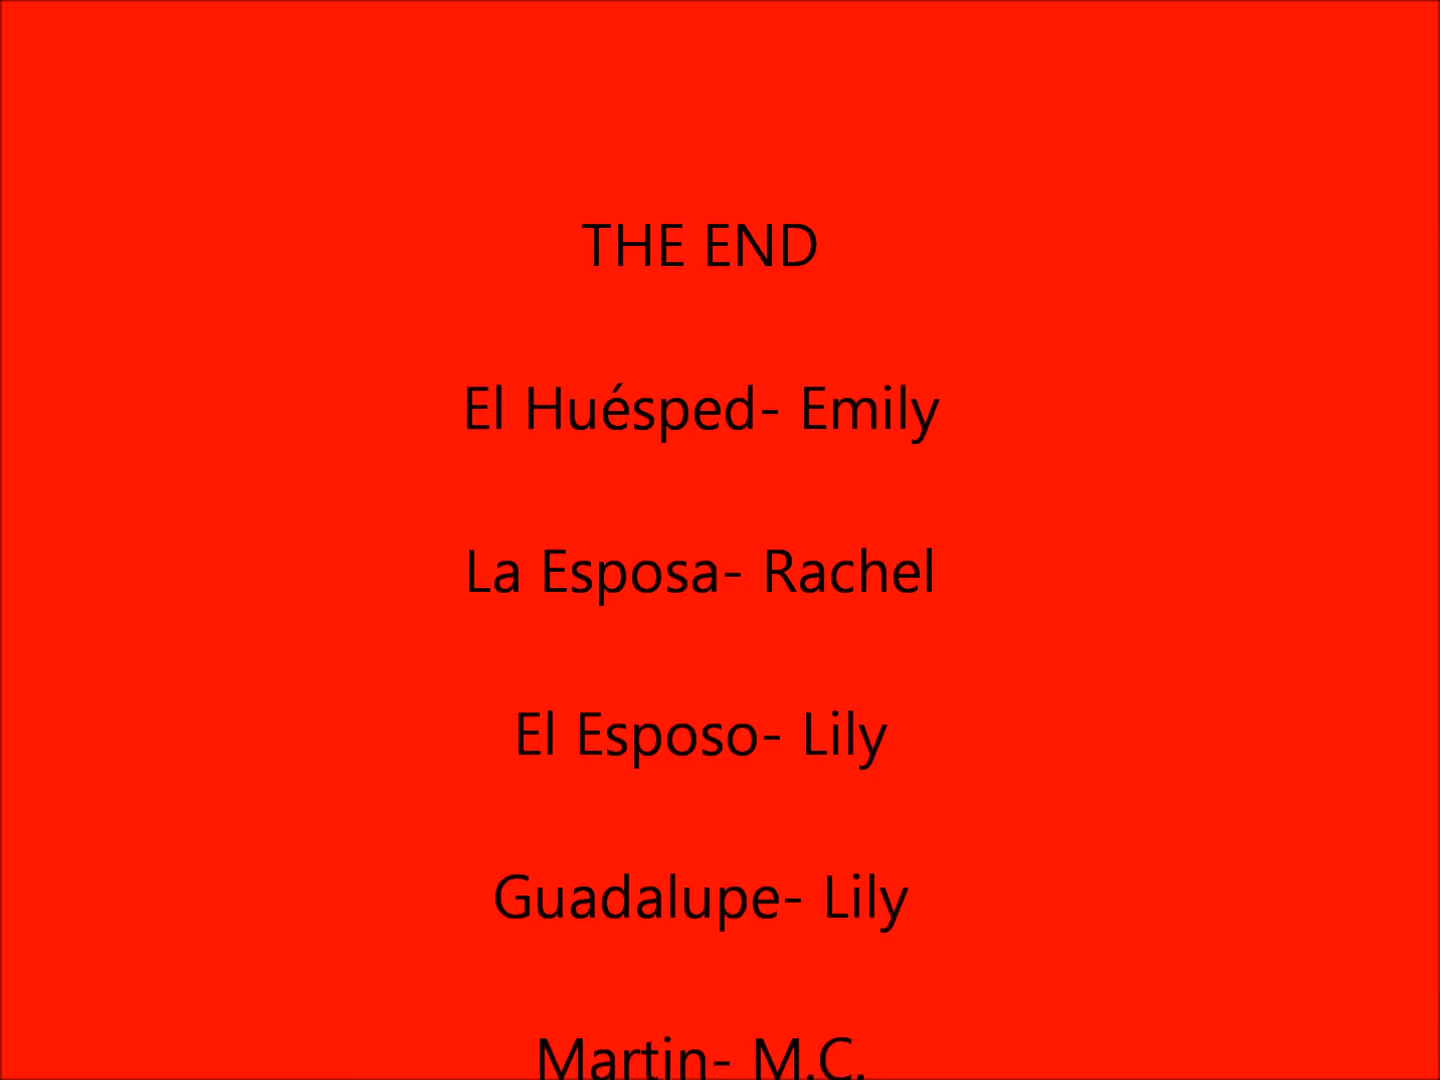 THE END
El Huésped- Emily
La Esposa- Rachel
El Esposo- Lily
Guadalupe- Lily
Martin- M.C.